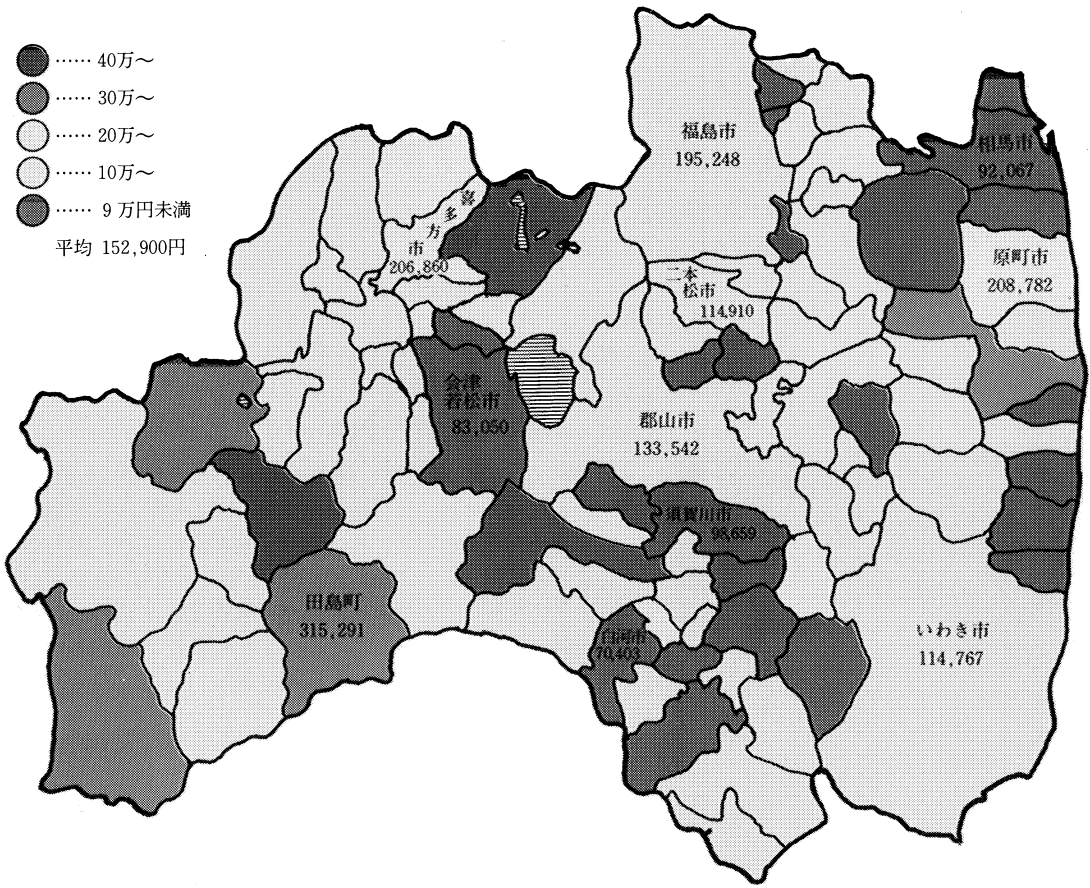 …… 40万～
…… 30万～
…… 20万～
…… 10万～
…… 9万円未満
平均 152,900円
福島市
195,248
相馬市
92,067
喜多方市
206,860
原町市
208,782
二本松市
114,910
会津若松市
83,050
郡山市
133,542
須賀川市
98,659
田島町
315,291
白河市
70,403
いわき市
114,767